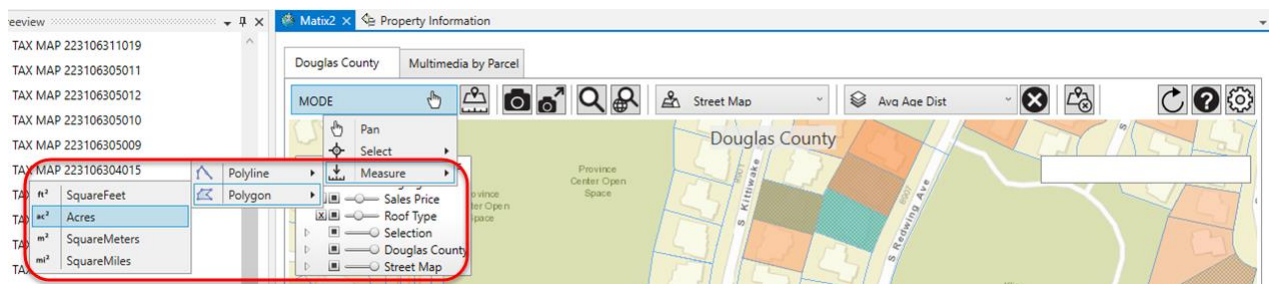 reeview
Matix2
Property Information
TAX MAP 223106311019
TAX MAP 223106305011
TAX MAP 223106305012
TAX MAP 223106305010
TAX MAP 223106305009
TAX MAP 223106304015
Douglas County
Multimedia by Parcel
MODE
Street Map
Avg Age Dist
Pan
Select
Measure
Polyline
Polygon
ft² SquareFeet
ac² Acres
m² SquareMeters
mi² SquareMiles
Sales Price
Roof Type
Selection
Douglas County
Street Map
Douglas County
Province
Center Open
Space
S Kittiwake
S Redwing Ave